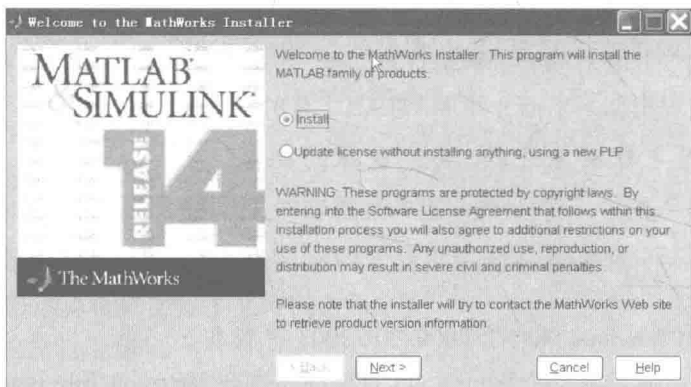 Welcome to the MathWorks Installer
MATLAB®
SIMULINK®
RELEASE
14
The MathWorks
Welcome to the MathWorks Installer. This program will install the
MATLAB family of products.
Install
Update license without installing anything, using a new PLP
WARNING: These programs are protected by copyright laws. By
entering into the Software License Agreement that follows within this
installation process you will also agree to additional restrictions on your
use of these programs. Any unauthorized use, reproduction, or
distribution may result in severe civil and criminal penalties.
Please note that the installer will try to contact the MathWorks Web site
to retrieve product version information.
< Back
Next >
Cancel
Help